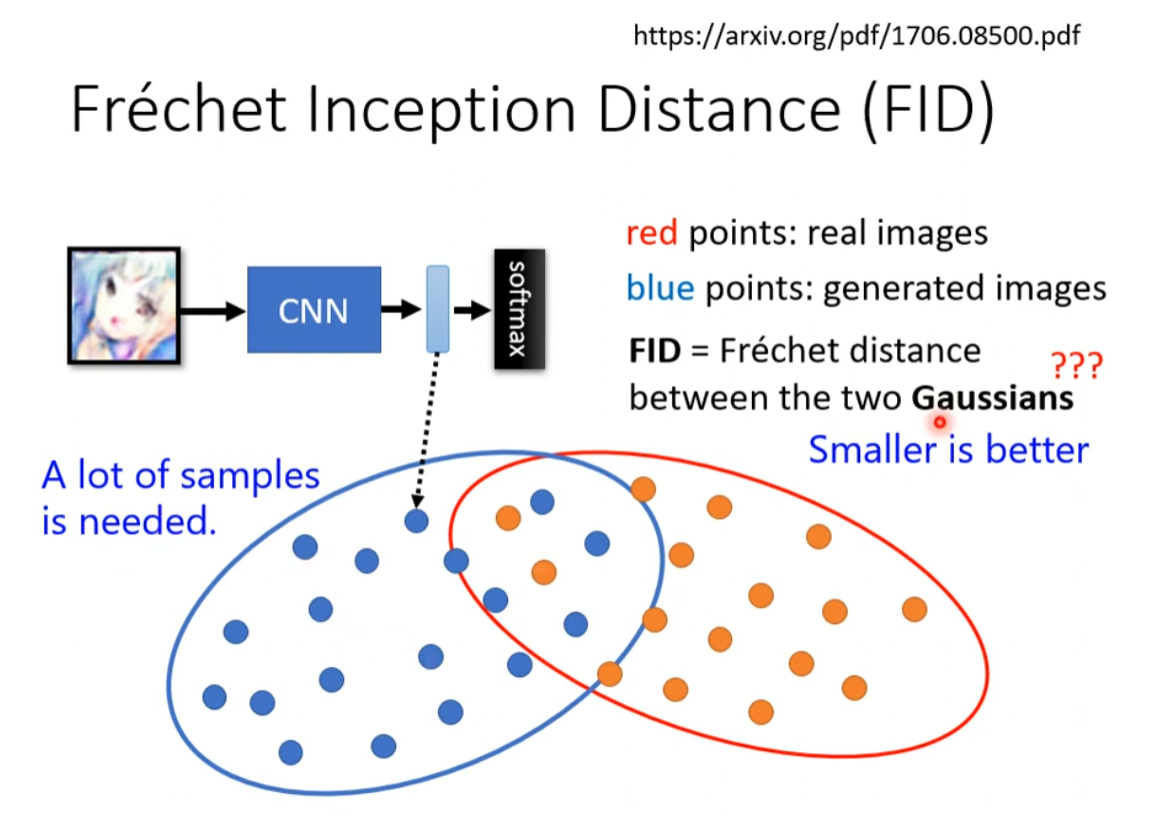 https://arxiv.org/pdf/1706.08500.pdf
Fréchet Inception Distance (FID)
CNN
softmax
red points: real images
blue points: generated images
FID = Fréchet distance
???
between the two Gaussians
Smaller is better
A lot of samples
is needed.